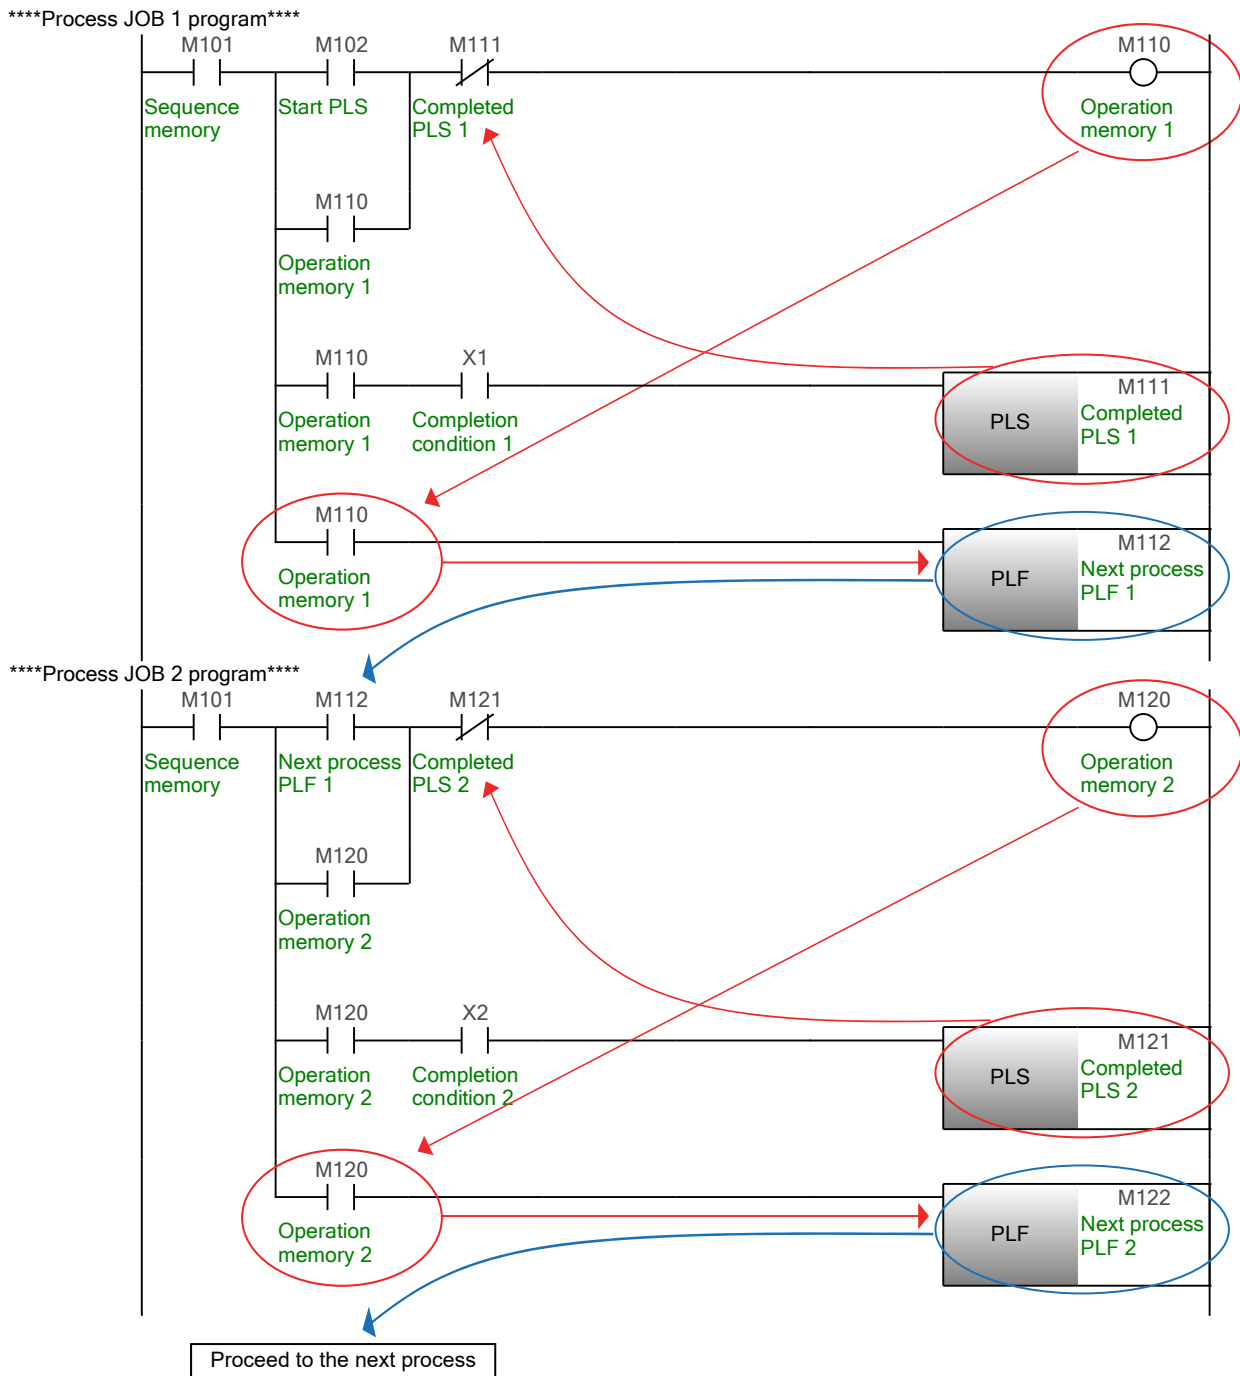 ****Process JOB 1 program****
M101
M102
M111
M110
Sequence
memory
Start PLS
Completed
PLS 1
Operation
memory 1
M110
Operation
memory 1
M110
X1
M111
Operation
memory 1
Completion
condition 1
PLS
Completed
PLS 1
M110
M112
Operation
memory 1
PLF
Next process
PLF 1
****Process JOB 2 program****
M101
M112
M121
M120
Sequence
memory
Next process
PLF 1
Completed
PLS 2
Operation
memory 2
M120
Operation
memory 2
M120
X2
M121
Operation
memory 2
Completion
condition 2
PLS
Completed
PLS 2
M120
M122
Operation
memory 2
PLF
Next process
PLF 2
Proceed to the next process